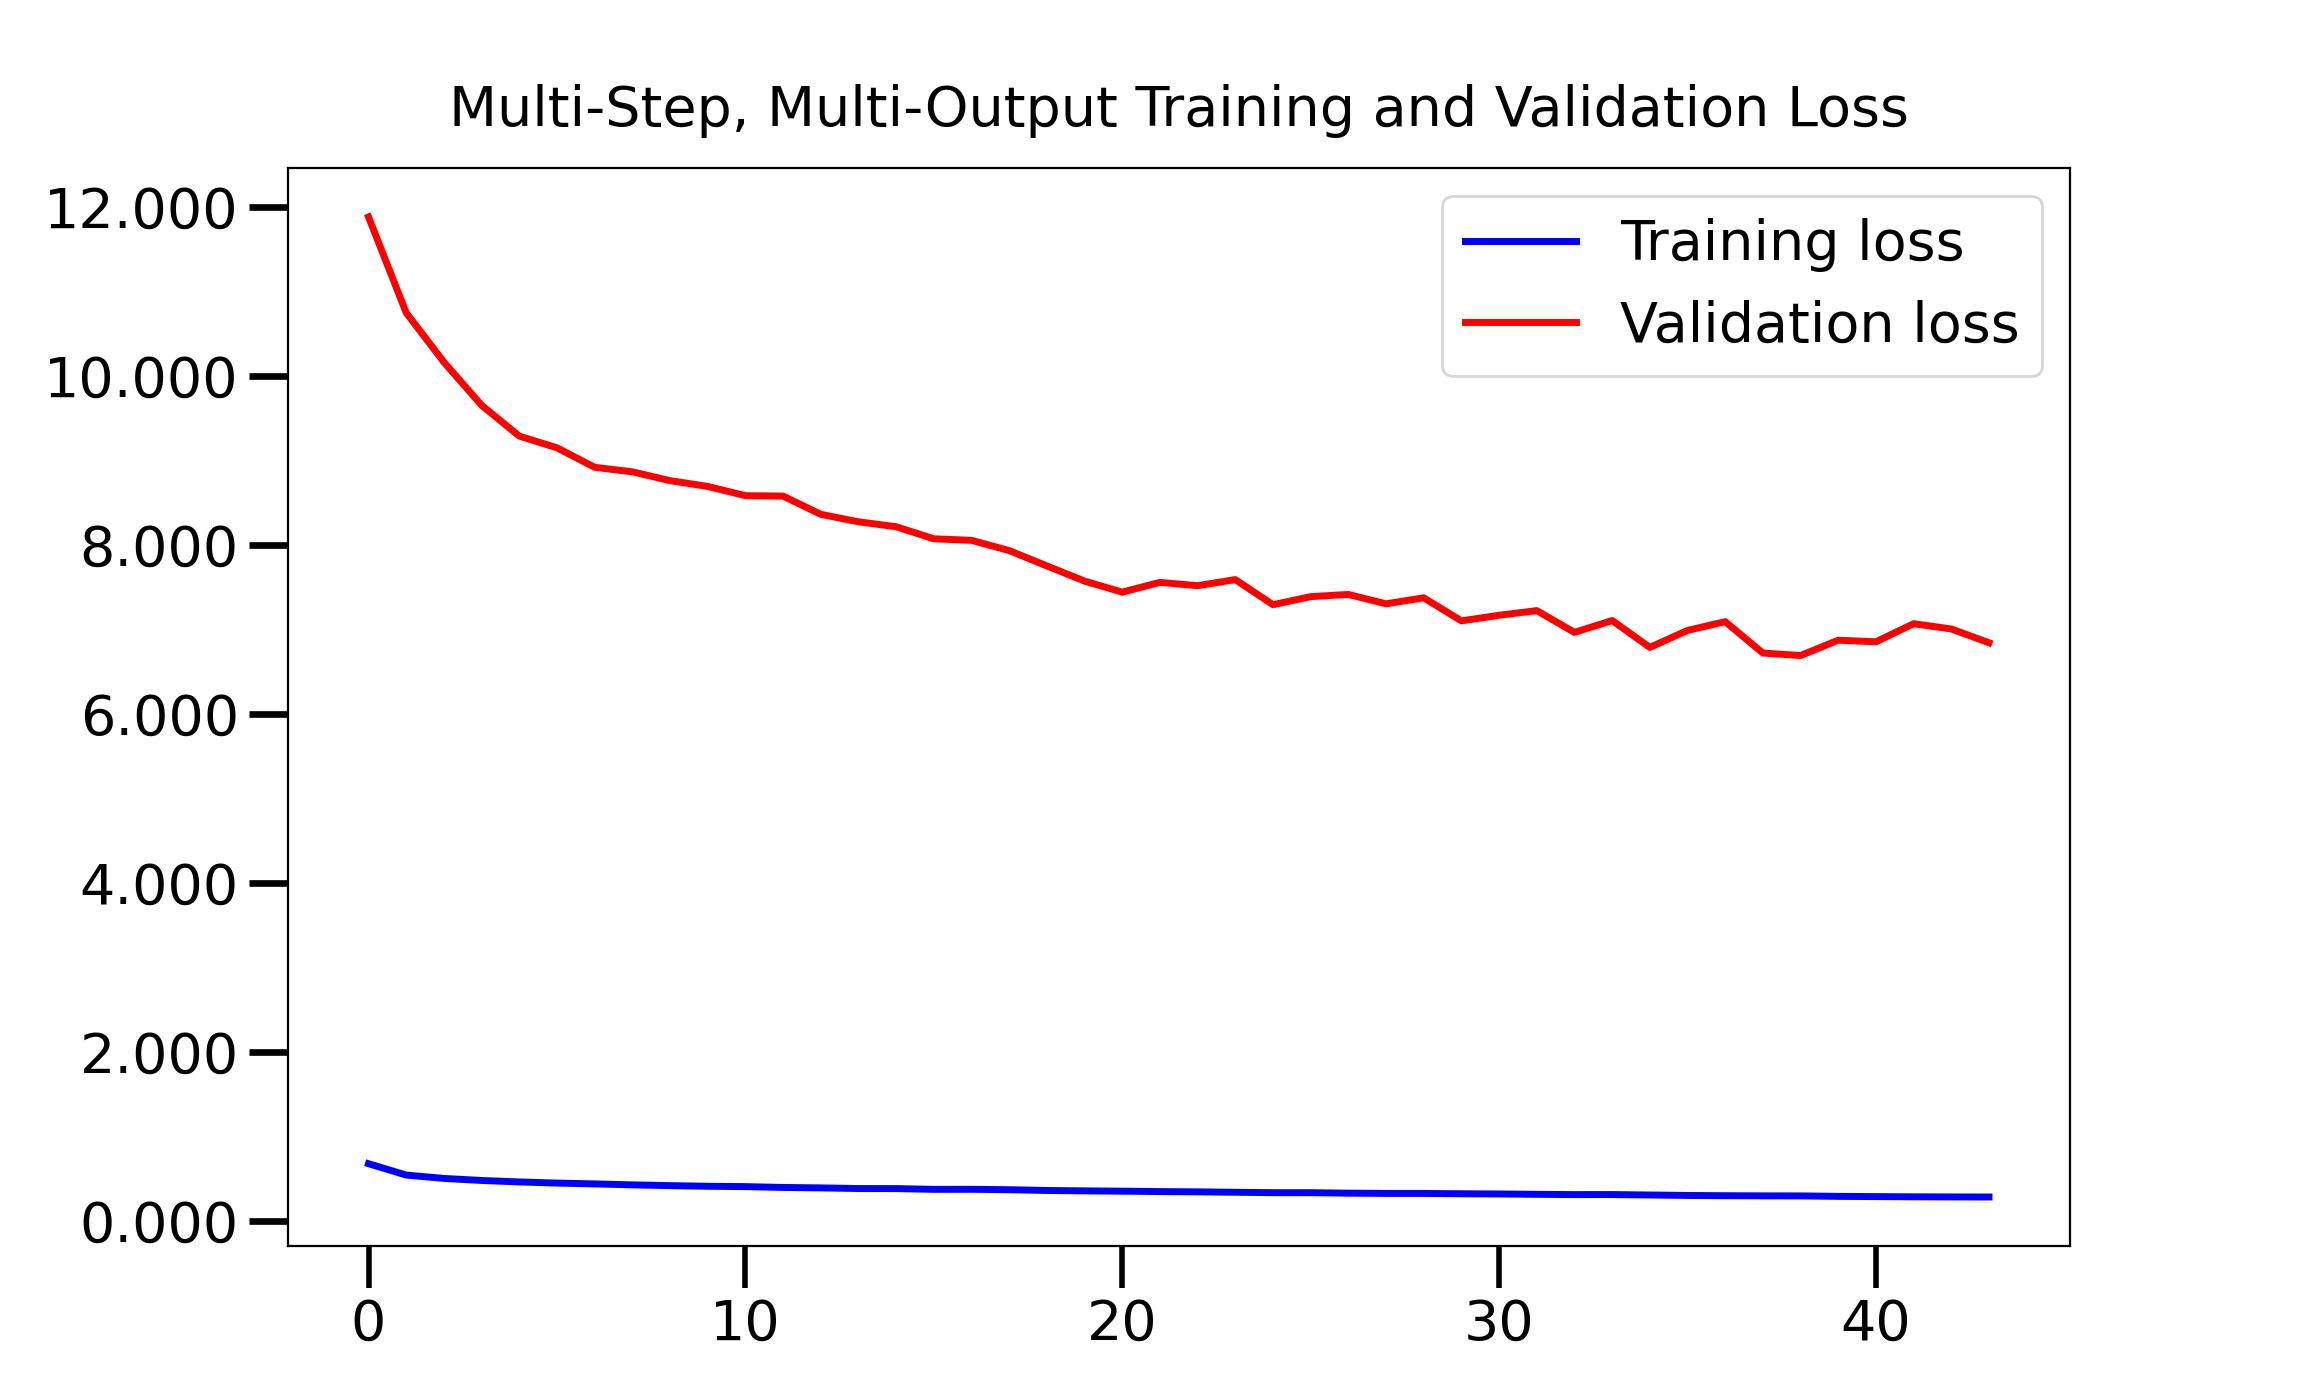 Multi-Step, Multi-Output Training and Validation Loss
12.000
10.000
8.000
6.000
4.000
2.000
0.000
Training loss
Validation loss
0 10 20 30 40